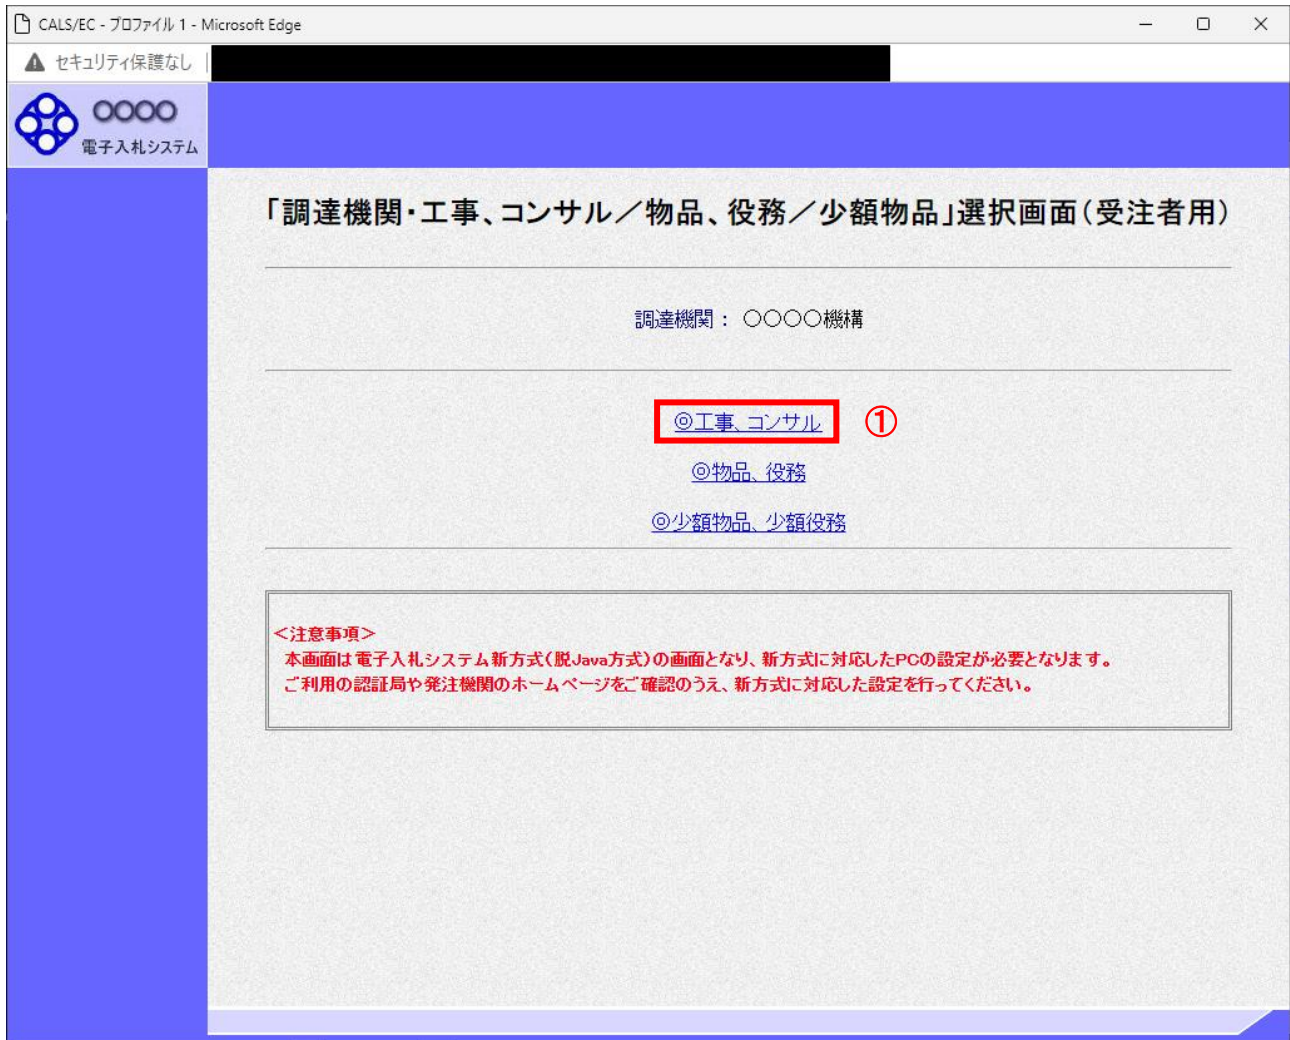 CALS/EC - プロファイル 1 - Microsoft Edge
セキュリティ保護なし
○○○○
電子入札システム
「調達機関・工事、コンサル／物品、役務／少額物品」選択画面（受注者用）
調達機関： ○○○○機構
◎工事、コンサル ①
◎物品、役務
◎少額物品、少額役務
＜注意事項＞
本画面は電子入札システム新方式（脱Java方式）の画面となり、新方式に対応したPCの設定が必要となります。
ご利用の認証局や発注機関のホームページをご確認のうえ、新方式に対応した設定を行ってください。